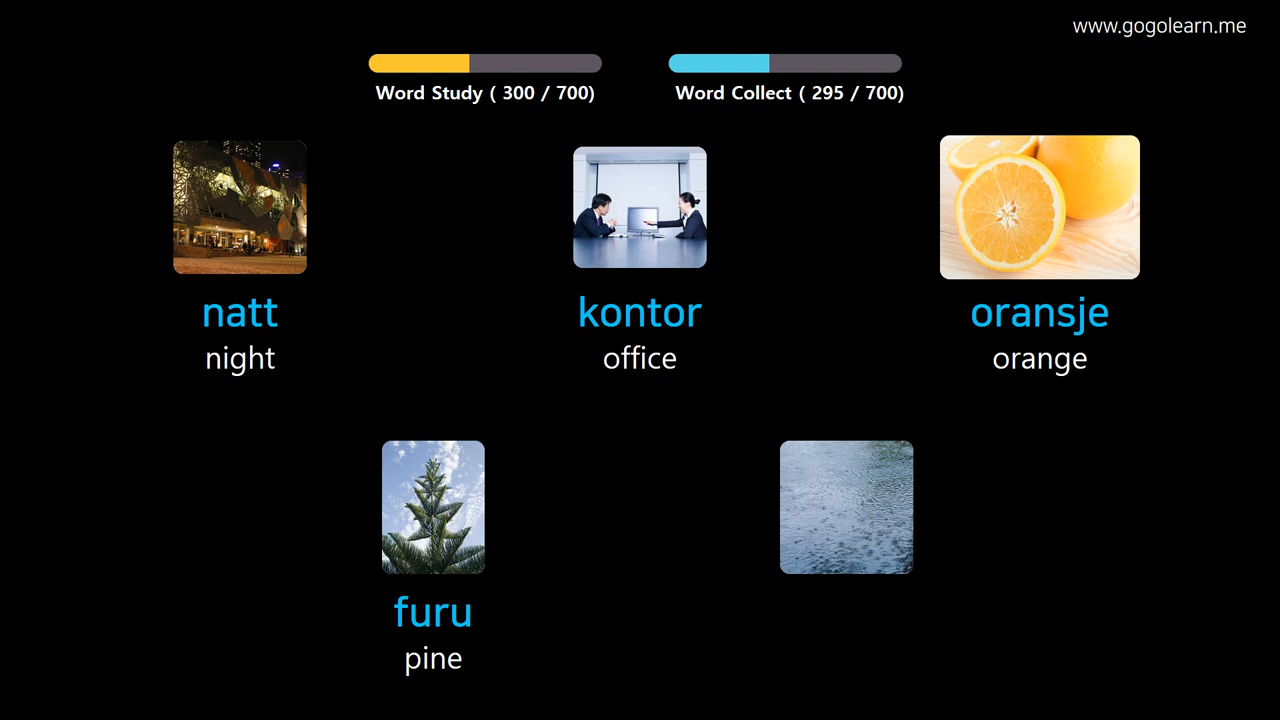 www.gogolearn.me
Word Study ( 300 / 700)
Word Collect ( 295 / 700)
natt
night
kontor
office
oransje
orange
furu
pine